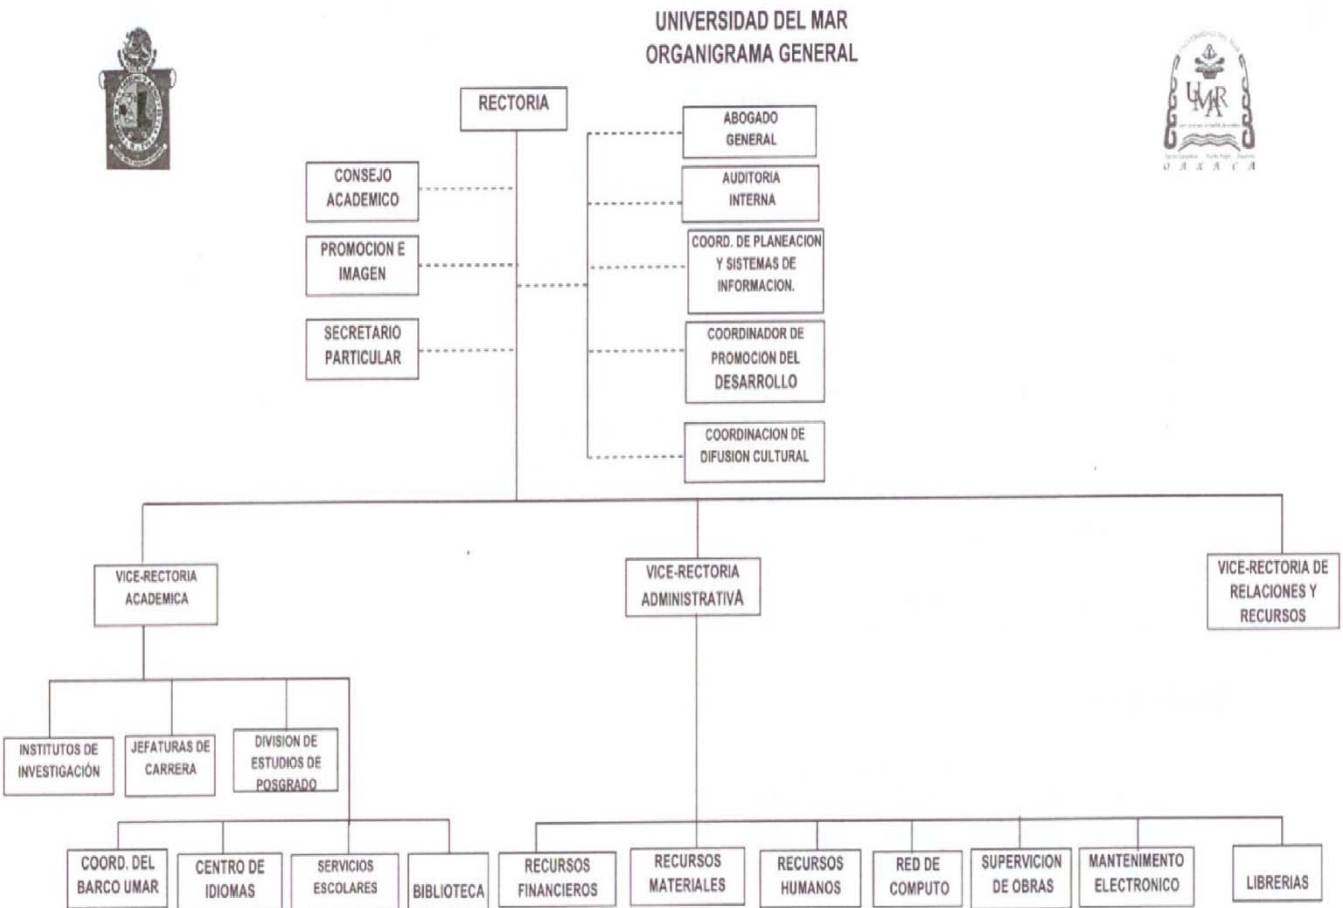 UNIVERSIDAD DEL MAR
ORGANIGRAMA GENERAL
UMAR
OAXACA
RECTORIA
CONSEJO
ACADEMICO
PROMOCION E
IMAGEN
SECRETARIO
PARTICULAR
ABOGADO
GENERAL
AUDITORIA
INTERNA
COORD. DE PLANEACION
Y SISTEMAS DE
INFORMACION.
COORDINADOR DE
PROMOCION DEL
DESARROLLO
COORDINACION DE
DIFUSION CULTURAL
VICE-RECTORIA
ACADEMICA
VICE-RECTORIA
ADMINISTRATIVA
VICE-RECTORIA DE
RELACIONES Y
RECURSOS
INSTITUTOS DE
INVESTIGACIÓN
JEFATURAS DE
CARRERA
DIVISION DE
ESTUDIOS DE
POSGRADO
COORD. DEL
BARCO UMAR
CENTRO DE
IDIOMAS
SERVICIOS
ESCOLARES
BIBLIOTECA
RECURSOS
FINANCIEROS
RECURSOS
MATERIALES
RECURSOS
HUMANOS
RED DE
COMPUTO
SUPERVICION
DE OBRAS
MANTENIMENTO
ELECTRONICO
LIBRERIAS